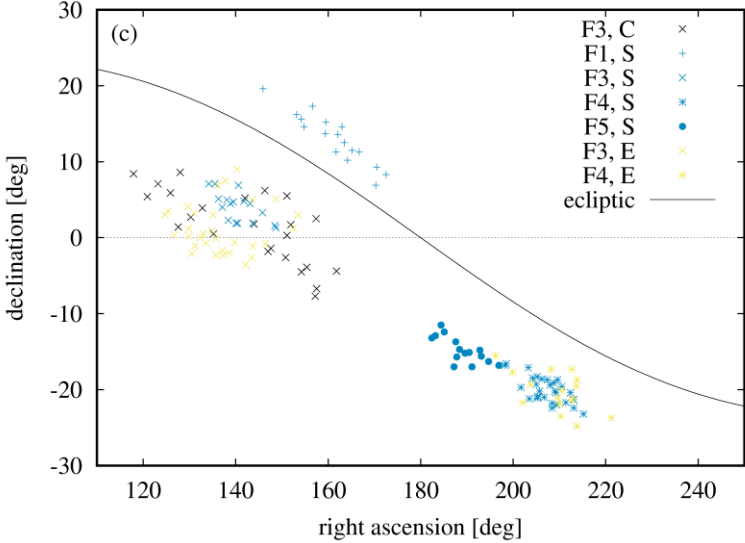 (c)
F3, C
F1, S
F3, S
F4, S
F5, S
F3, E
F4, E
ecliptic
30
20
10
0
-10
-20
-30
declination [deg]
120 140 160 180 200 220 240
right ascension [deg]